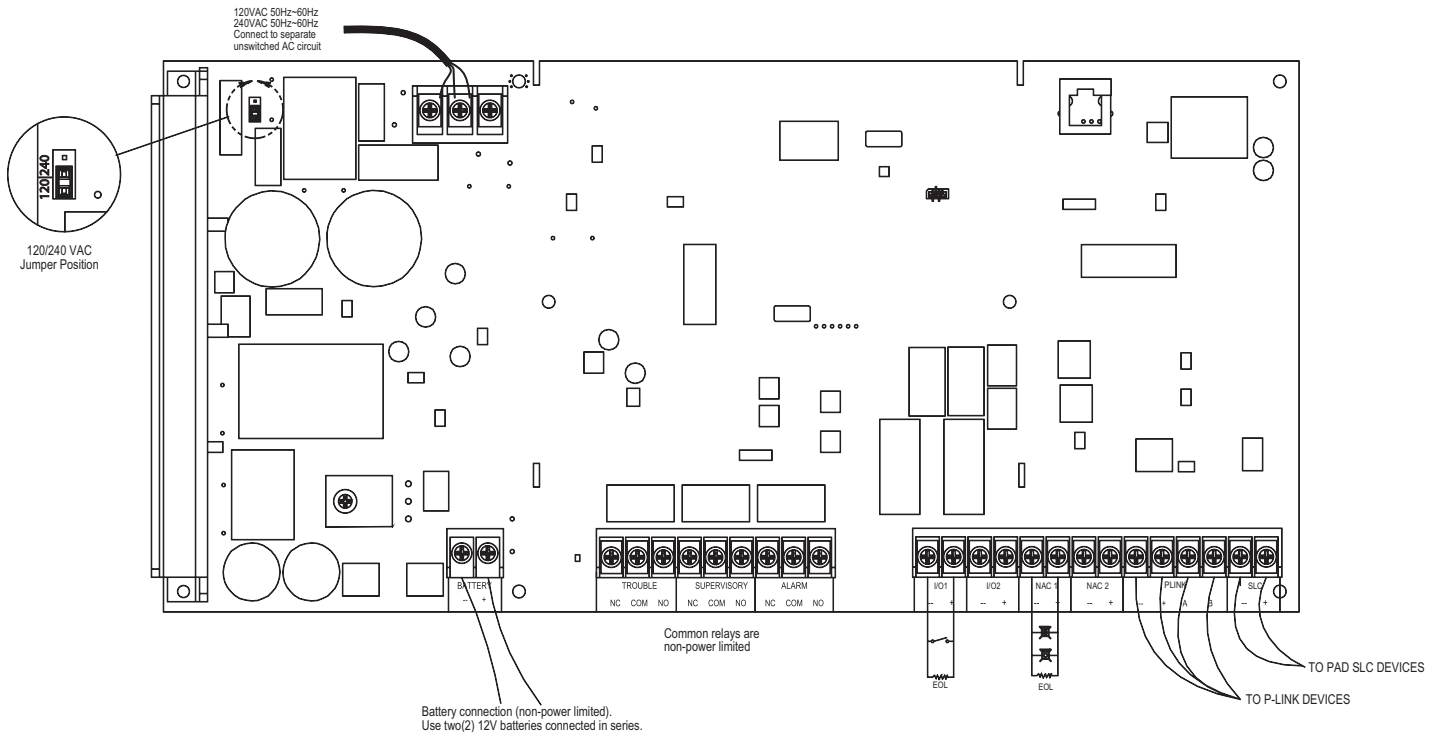 120VAC 50Hz~60Hz
240VAC 50Hz~60Hz
Connect to separate
unswitched AC circuit
120 240
120/240 VAC
Jumper Position
BATTERY
-- +
TROUBLE SUPERVISORY ALARM
NC COM NO NC COM NO NC COM NO
Common relays are
non-power limited
I/O1 I/O2 NAC 1 NAC 2 PLINK SLC
-- + -- + -- + -- + -- + A B -- +
EOL EOL
TO PAD SLC DEVICES
TO P-LINK DEVICES
Battery connection (non-power limited).
Use two(2) 12V batteries connected in series.